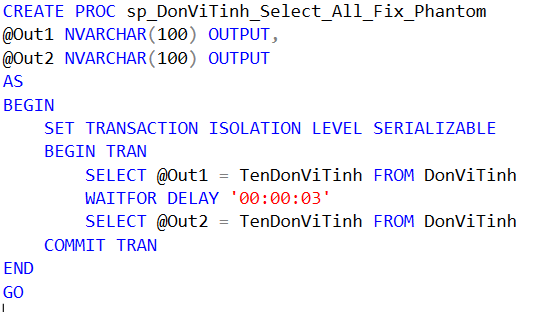 CREATE PROC sp_DonViTinh_Select_All_Fix_Phantom
@Out1 NVARCHAR(100) OUTPUT,
@Out2 NVARCHAR(100) OUTPUT
AS
BEGIN
    SET TRANSACTION ISOLATION LEVEL SERIALIZABLE
    BEGIN TRAN
        SELECT @Out1 = TenDonViTinh FROM DonViTinh
        WAITFOR DELAY '00:00:03'
        SELECT @Out2 = TenDonViTinh FROM DonViTinh
    COMMIT TRAN
END
GO